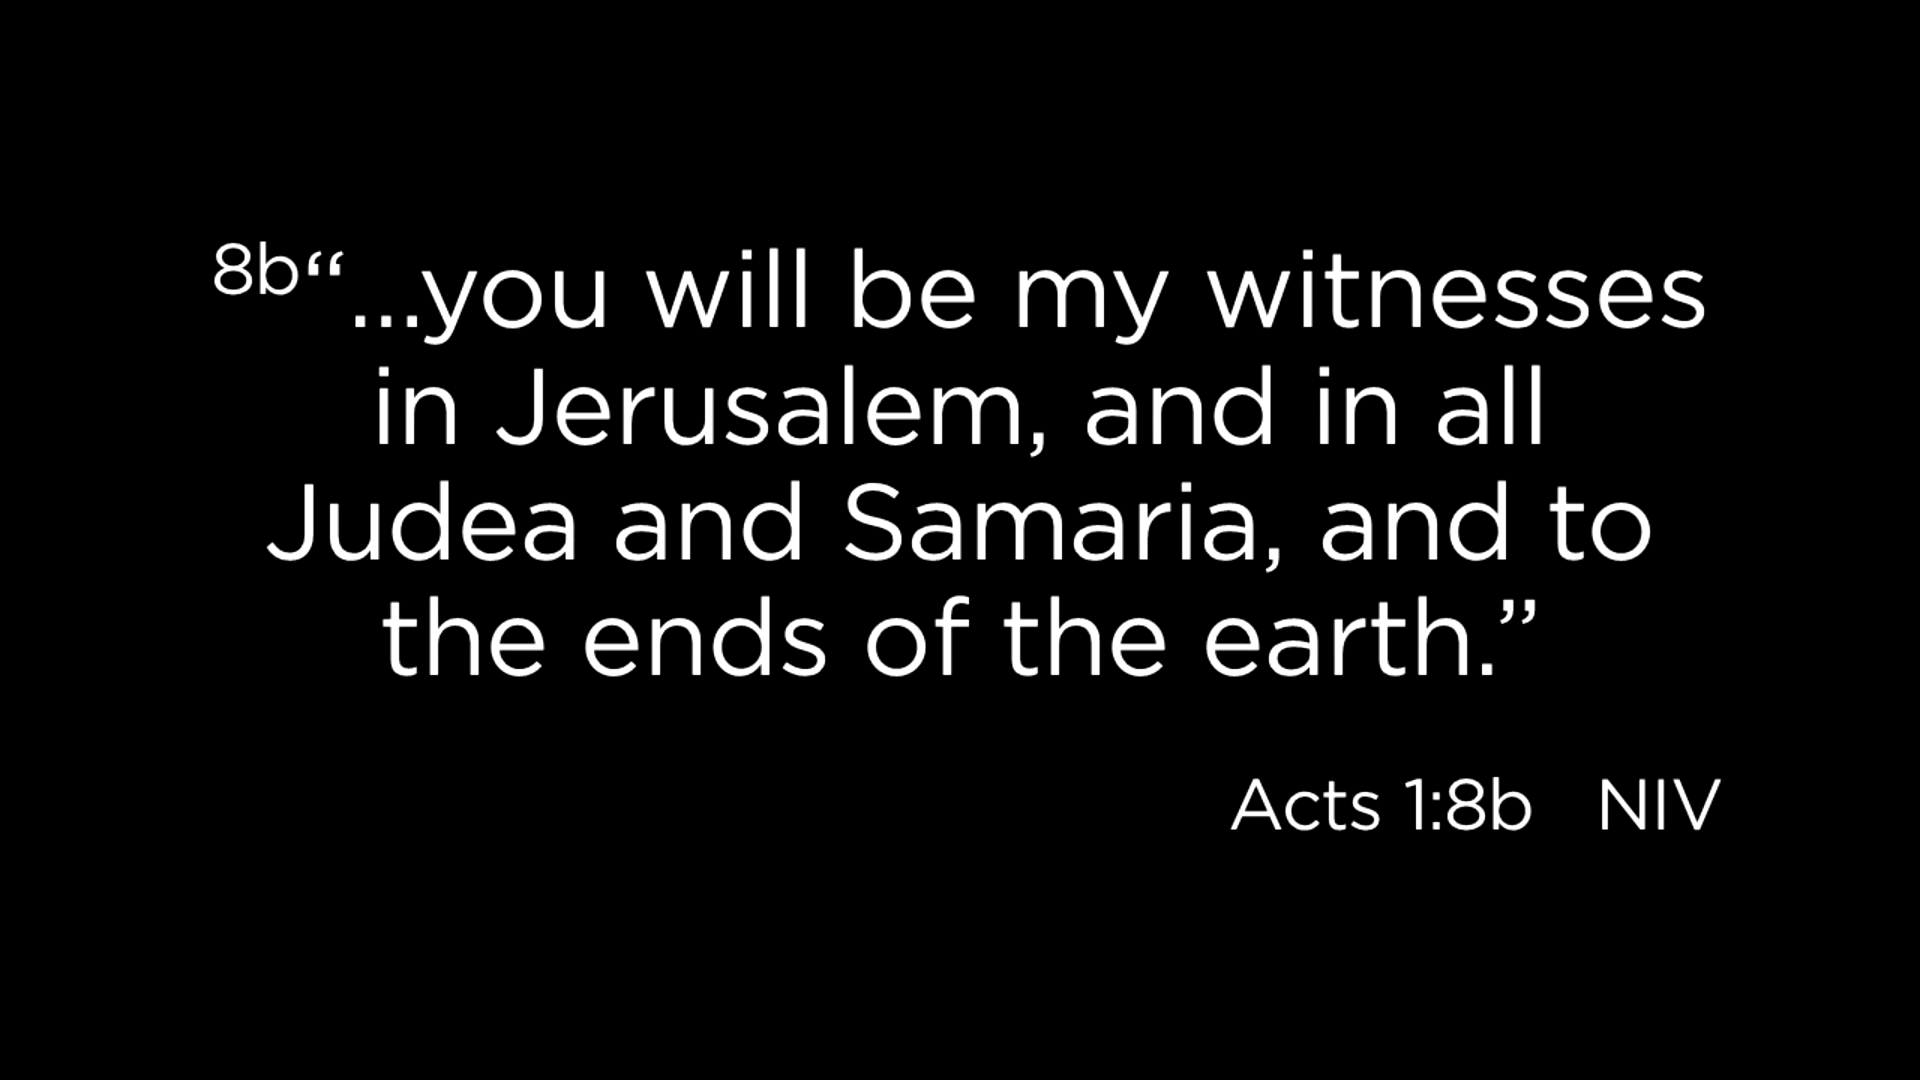 8b“...you will be my witnesses
in Jerusalem, and in all
Judea and Samaria, and to
the ends of the earth.”
Acts 1:8b NIV